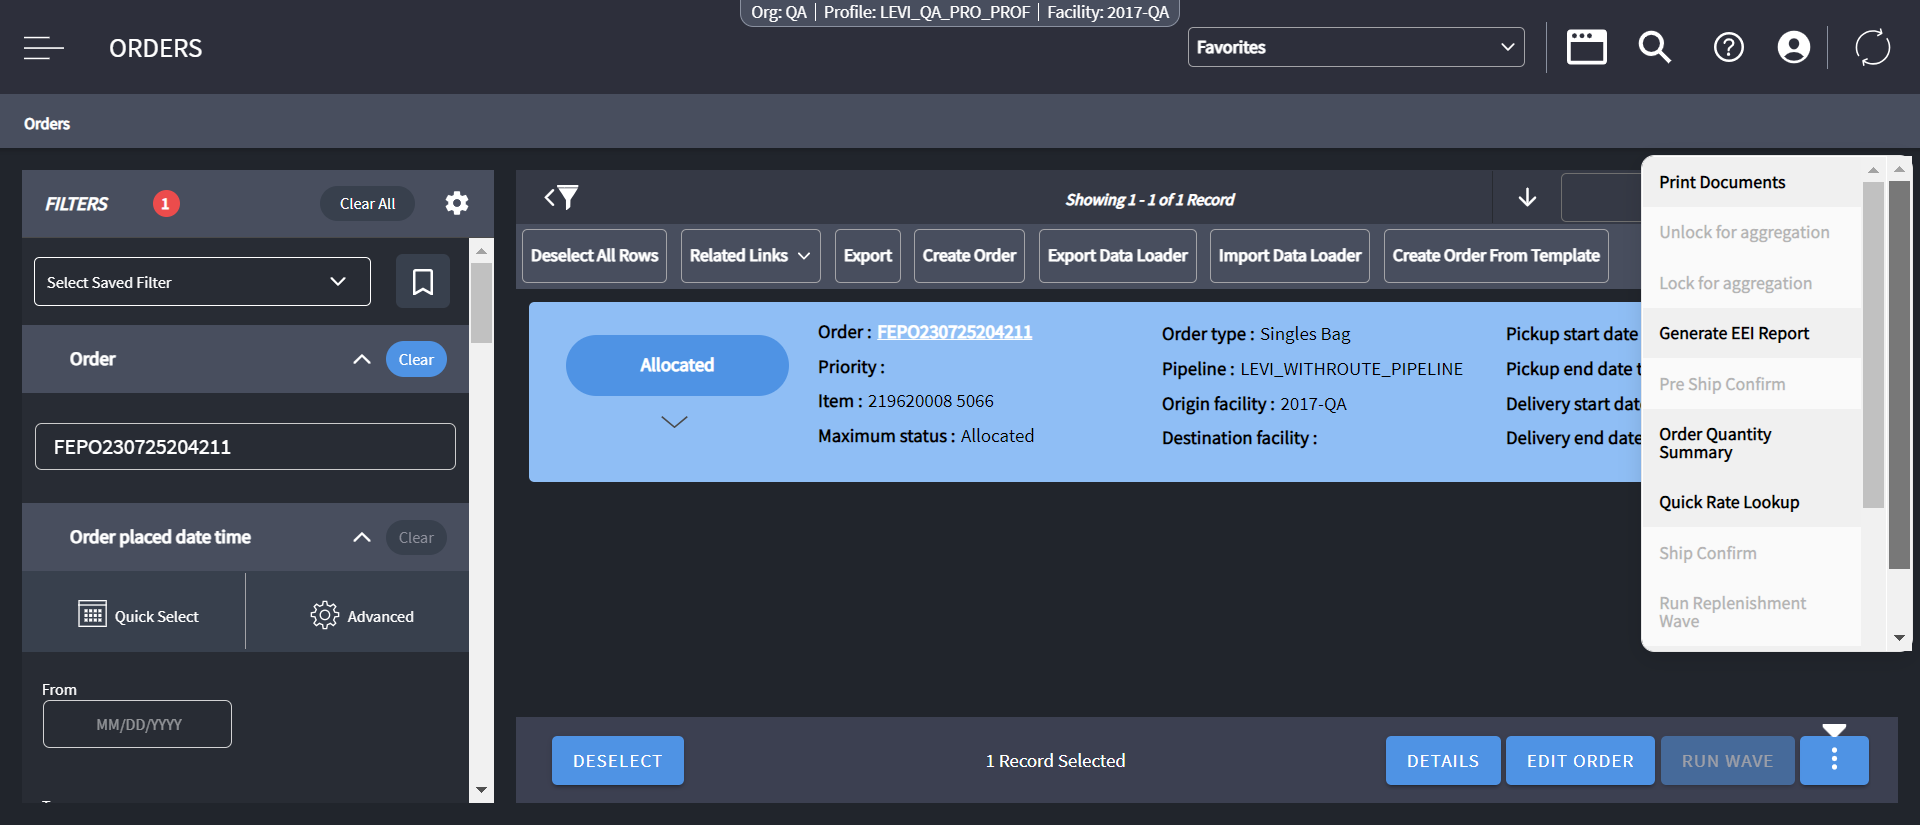 Org: QA | Profile: LEVI_QA_PRO_PROF | Facility: 2017-QA
ORDERS
Favorites
Orders
FILTERS
1
Clear All
Select Saved Filter
Order
Clear
FEPO230725204211
Order placed date time
Clear
Quick Select
Advanced
From
MM/DD/YYYY
Showing 1 - 1 of 1 Record
Deselect All Rows
Related Links
Export
Create Order
Export Data Loader
Import Data Loader
Create Order From Template
Allocated
Order : FEPO230725204211
Priority :
Item : 219620008 5066
Maximum status : Allocated
Order type : Singles Bag
Pipeline : LEVI_WITHROUTE_PIPELINE
Origin facility : 2017-QA
Destination facility :
Pickup start date
Pickup end date t
Delivery start dat
Delivery end date
Print Documents
Unlock for aggregation
Lock for aggregation
Generate EEI Report
Pre Ship Confirm
Order Quantity
Summary
Quick Rate Lookup
Ship Confirm
Run Replenishment
Wave
DESELECT
1 Record Selected
DETAILS
EDIT ORDER
RUN WAVE